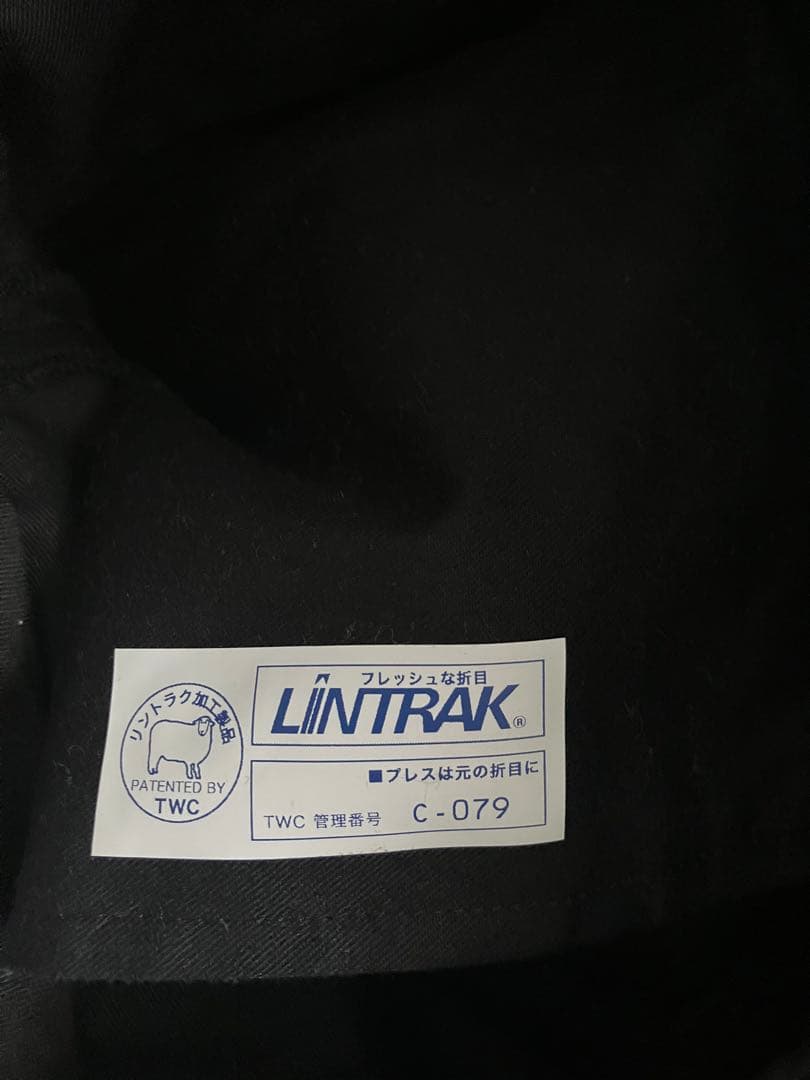 リントラク加工製品
PATENTED BY
TWC
フレッシュな折目
LINTRAK®
■プレスは元の折目に
TWC 管理番号 C-079